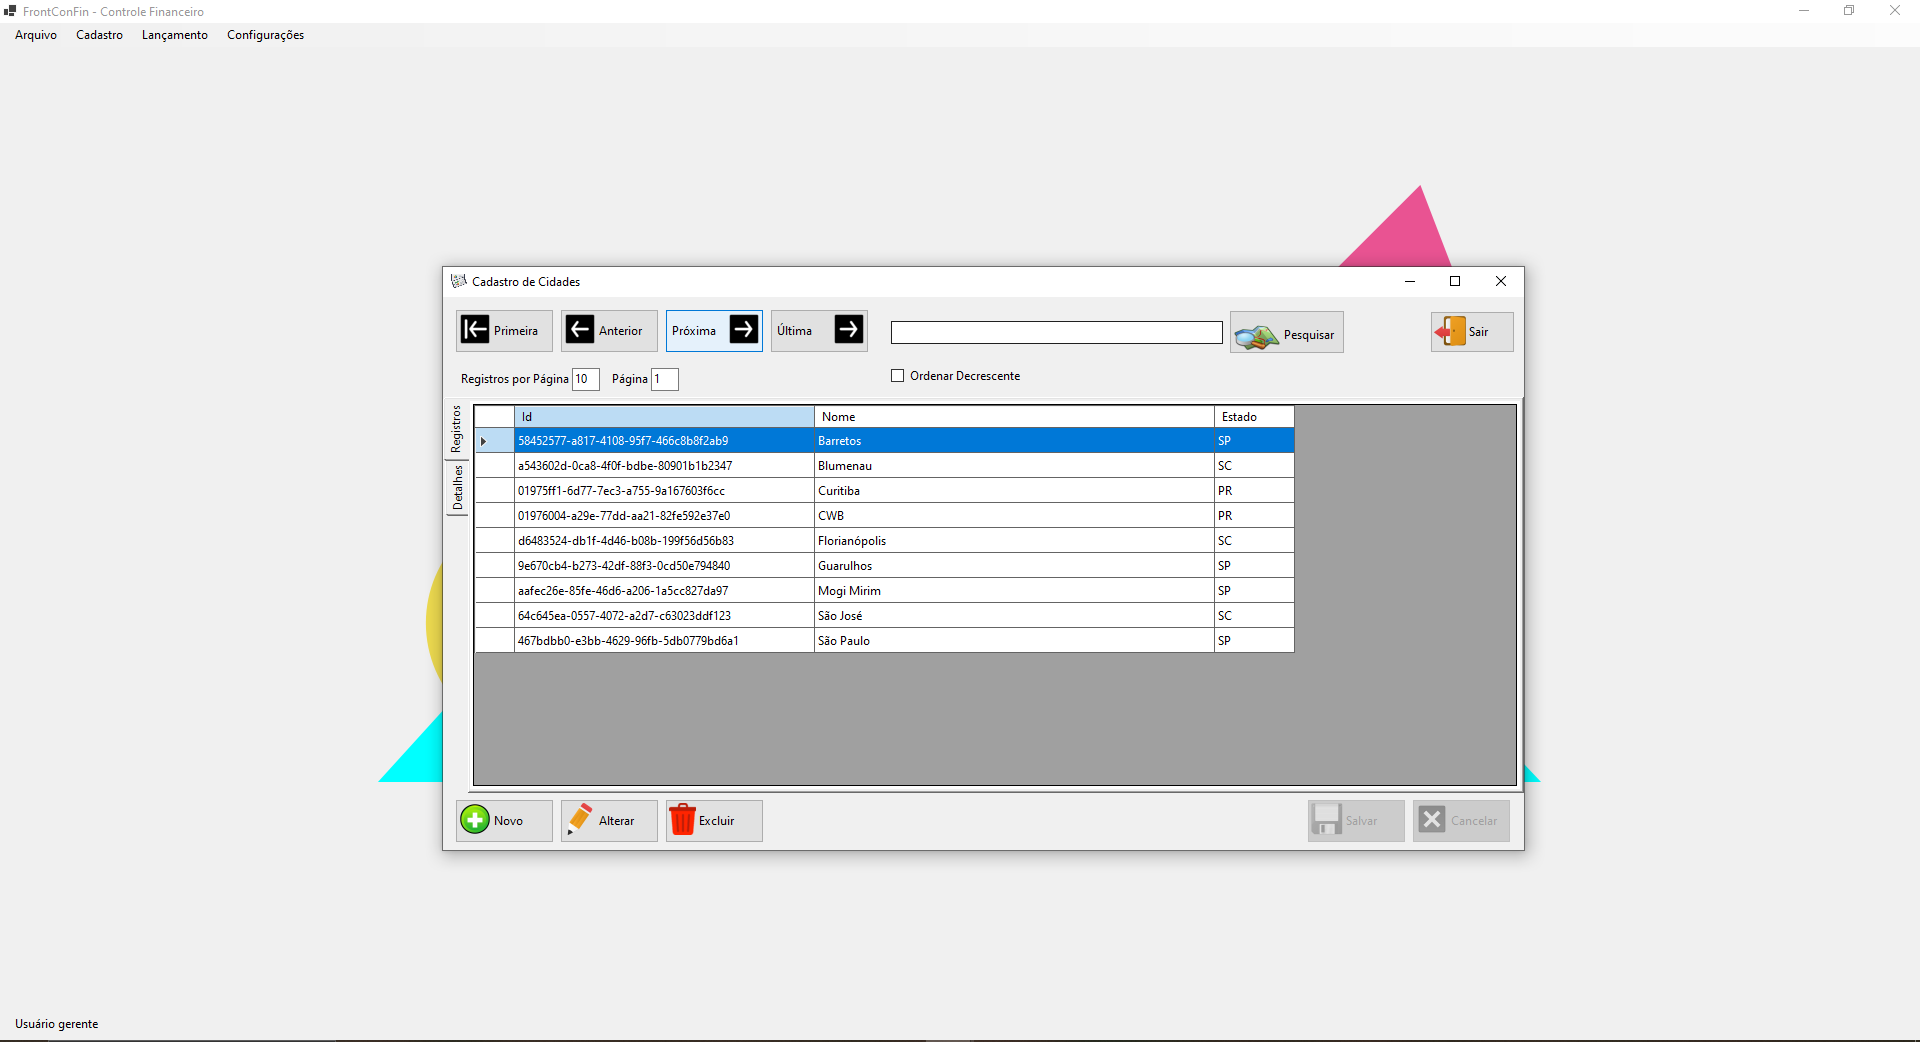 FrontConFin - Controle Financeiro
Arquivo Cadastro Lançamento Configurações
Cadastro de Cidades
Primeira Anterior Próxima Última Pesquisar Sair
Registros por Página 10 Página 1 Ordenar Decrescente
Registros
Detalhes
Id Nome Estado
58452577-a817-4108-95f7-466c8b8f2ab9 Barretos SP
a543602d-0ca8-4f0f-bdbe-80901b1b2347 Blumenau SC
01975ff1-6d77-7ec3-a755-9a167603f6cc Curitiba PR
01976004-a29e-77dd-aa21-82fe592e37e0 CWB PR
d6483524-db1f-4d46-b08b-199f56d56b83 Florianópolis SC
9e670cb4-b273-42df-88f3-0cd50e794840 Guarulhos SP
aafec26e-85fe-46d6-a206-1a5cc827da97 Mogi Mirim SP
64c645ea-0557-4072-a2d7-c63023ddf123 São José SC
467bdbb0-e3bb-4629-96fb-5db0779bd6a1 São Paulo SP
Novo Alterar Excluir Salvar Cancelar
Usuário gerente